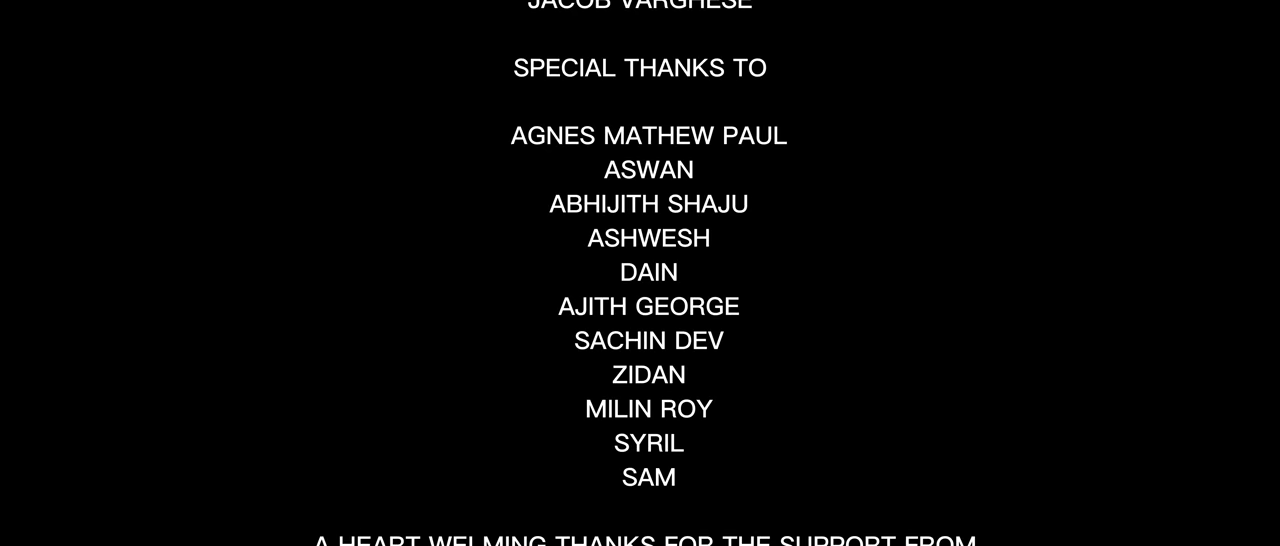 JACOB VARGHESE
SPECIAL THANKS TO
AGNES MATHEW PAUL
ASWAN
ABHIJITH SHAJU
ASHWESH
DAIN
AJITH GEORGE
SACHIN DEV
ZIDAN
MILIN ROY
SYRIL
SAM
A HEART WELMING THANKS FOR THE SUPPORT FROM